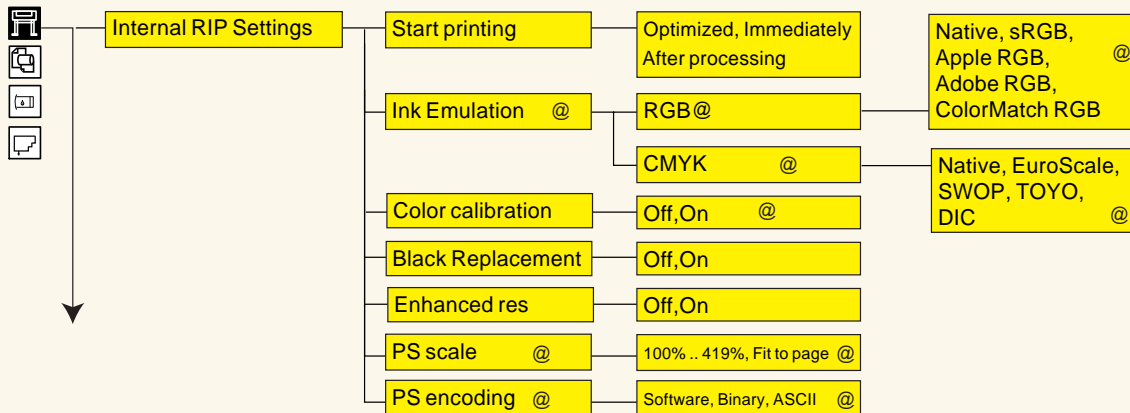 Internal RIP Settings
Start printing
Optimized, Immediately
After processing
Native, sRGB,
Apple RGB, @
Adobe RGB,
ColorMatch RGB
Ink Emulation @
RGB@
CMYK @
Native, EuroScale,
SWOP, TOYO,
DIC @
Color calibration
Off,On @
Black Replacement
Off,On
Enhanced res
Off,On
PS scale @
100% .. 419%, Fit to page @
PS encoding @
Software, Binary, ASCII @